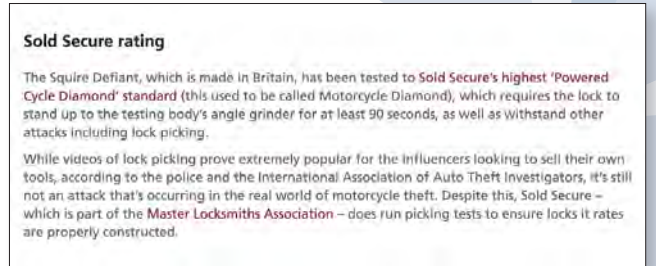 Sold Secure rating
The Squire Defiant, which is made in Britain, has been tested to Sold Secure's highest 'Powered
Cycle Diamond' standard (this used to be called Motorcycle Diamond), which requires the lock to
stand up to the testing body's angle grinder for at least 90 seconds, as well as withstand other
attacks including lock picking.
While videos of lock picking prove extremely popular for the influencers looking to sell their own
tools, according to the police and the International Association of Auto Theft Investigators, it's still
not an attack that's occurring in the real world of motorcycle theft. Despite this, Sold Secure –
which is part of the Master Locksmiths Association – does run picking tests to ensure locks it rates
are properly constructed.